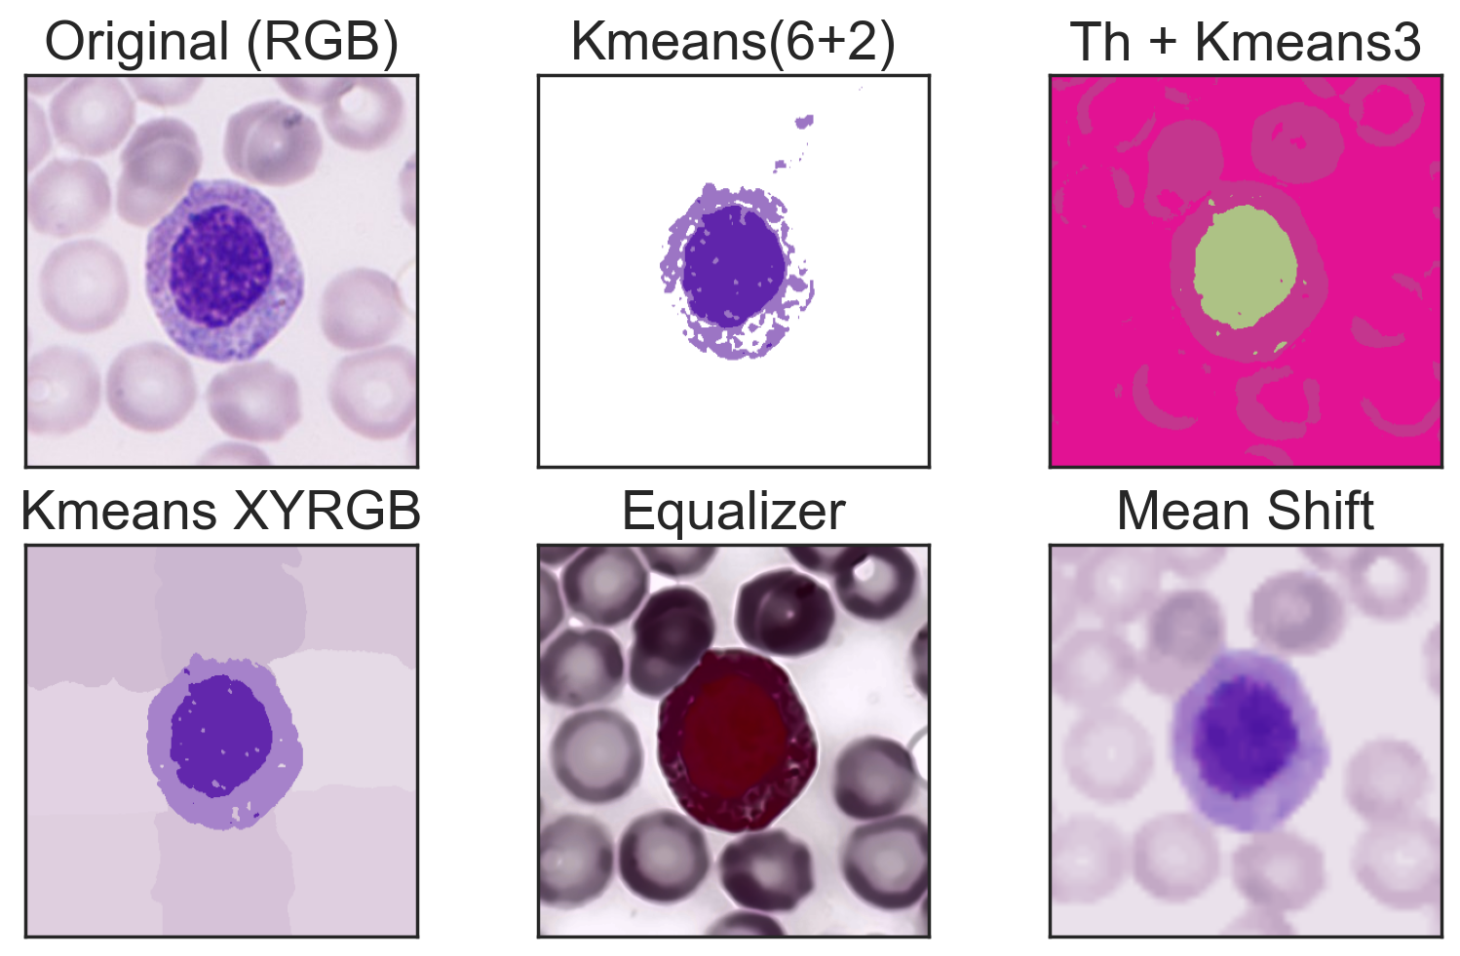 Original (RGB)
Kmeans(6+2)
Th + Kmeans3
Kmeans XYRGB
Equalizer
Mean Shift